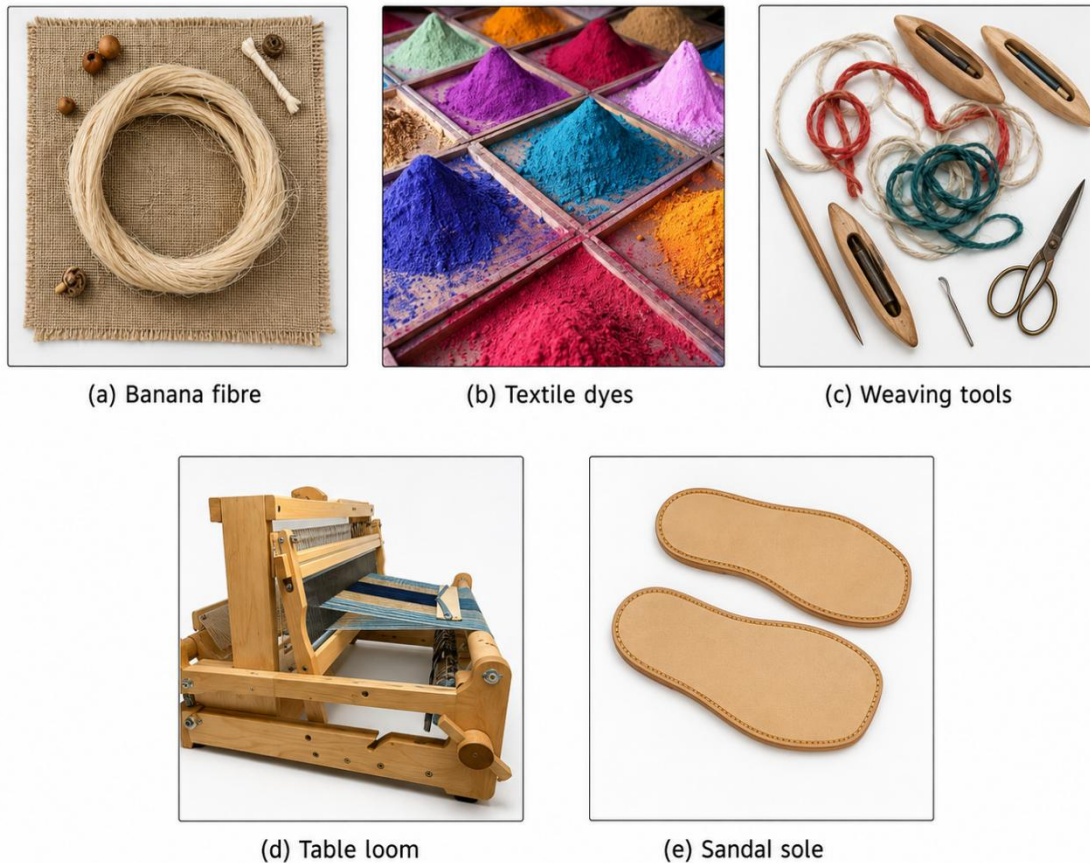 (a) Banana fibre
(b) Textile dyes
(c) Weaving tools
(d) Table loom
(e) Sandal sole